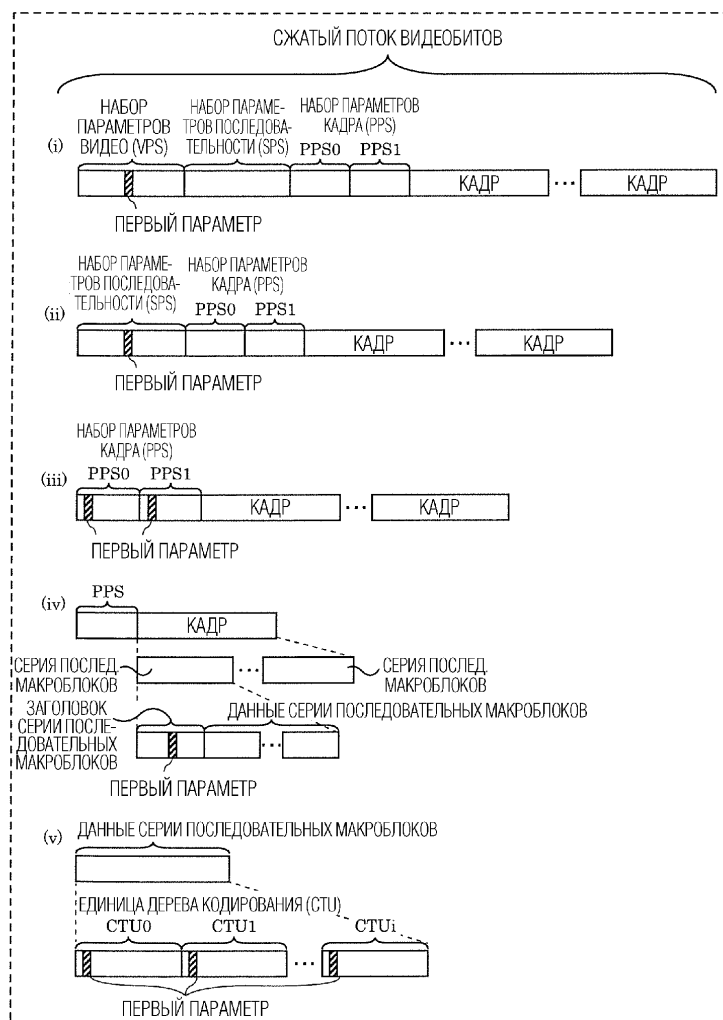 СЖАТЫЙ ПОТОК ВИДЕОБИТОВ
(i)
НАБОР
ПАРАМЕТРОВ
ВИДЕО (VPS)
НАБОР ПАРАМЕ-
ТРОВ ПОСЛЕДОВА-
ТЕЛЬНОСТИ (SPS)
НАБОР ПАРАМЕТРОВ
КАДРА (PPS)
PPS0 PPS1
КАДР ... КАДР
ПЕРВЫЙ ПАРАМЕТР
(ii)
НАБОР ПАРАМЕ-
ТРОВ ПОСЛЕДОВА-
ТЕЛЬНОСТИ (SPS)
НАБОР ПАРАМЕТРОВ
КАДРА (PPS)
PPS0 PPS1
КАДР ... КАДР
ПЕРВЫЙ ПАРАМЕТР
(iii)
НАБОР ПАРАМЕТРОВ
КАДРА (PPS)
PPS0 PPS1
КАДР ... КАДР
ПЕРВЫЙ ПАРАМЕТР
(iv)
PPS
КАДР
СЕРИЯ ПОСЛЕД.
МАКРОБЛОКОВ
...
СЕРИЯ ПОСЛЕД.
МАКРОБЛОКОВ
ЗАГОЛОВОК
СЕРИИ ПОСЛЕ-
ДОВАТЕЛЬНЫХ
МАКРОБЛОКОВ
ДАННЫЕ СЕРИИ ПОСЛЕДОВАТЕЛЬНЫХ МАКРОБЛОКОВ
...
ПЕРВЫЙ ПАРАМЕТР
(v)
ДАННЫЕ СЕРИИ ПОСЛЕДОВАТЕЛЬНЫХ МАКРОБЛОКОВ
ЕДИНИЦА ДЕРЕВА КОДИРОВАНИЯ (CTU)
CTU0 CTU1 CTUi
...
ПЕРВЫЙ ПАРАМЕТР